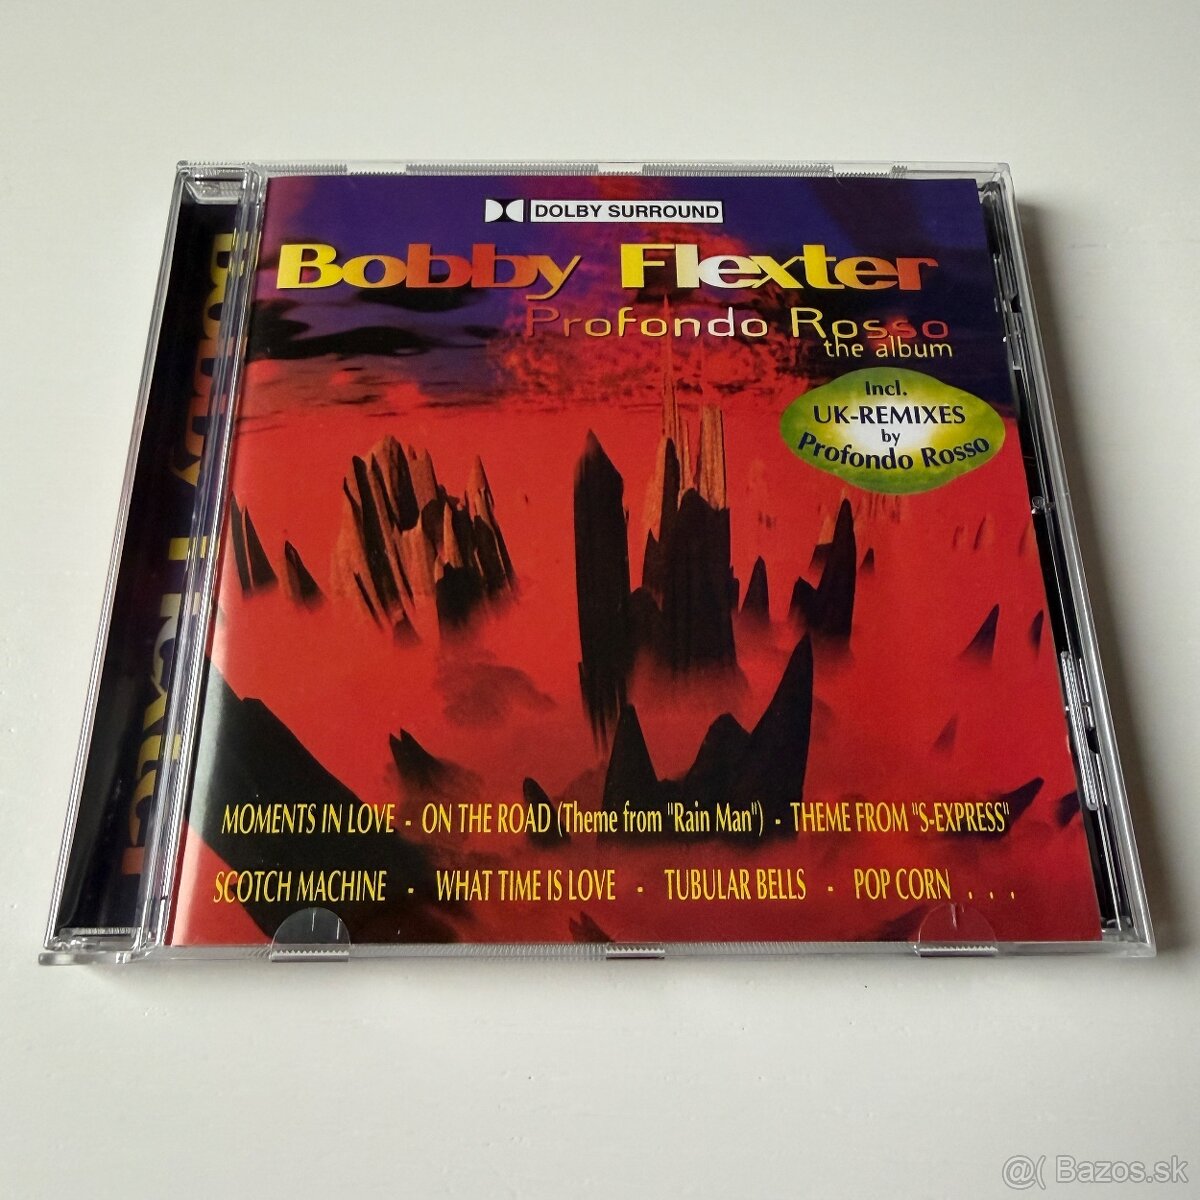 DOLBY SURROUND
Bobby Flexter
Profondo Rosso
the album
Incl.
UK-REMIXES
by
Profondo Rosso
MOMENTS IN LOVE - ON THE ROAD (Theme from "Rain Man") - THEME FROM "S-EXPRESS"
SCOTCH MACHINE - WHAT TIME IS LOVE - TUBULAR BELLS - POP CORN . . .
Bobby Flexter
@( Bazos.sk